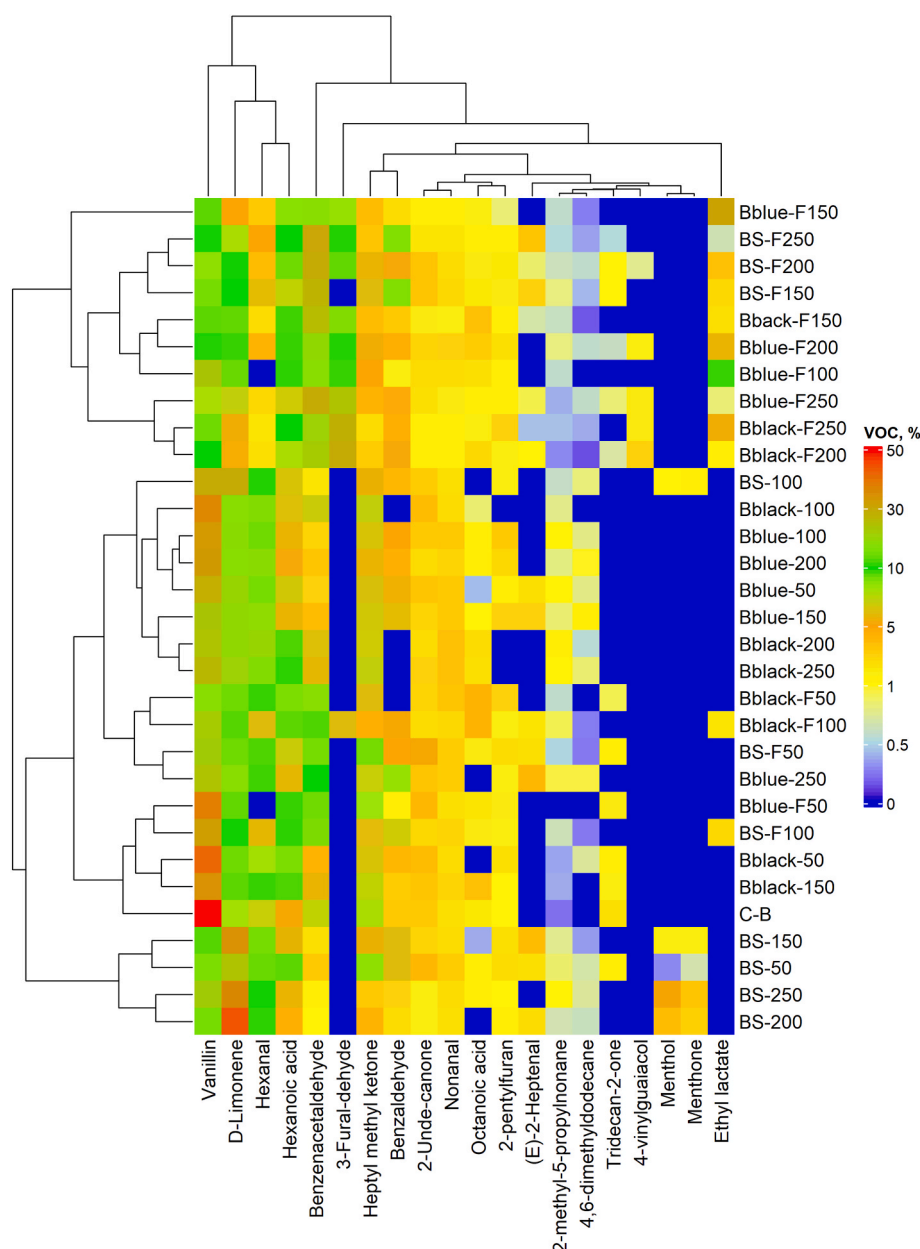 Bblue-F150
BS-F250
BS-F200
BS-F150
Bback-F150
Bblue-F200
Bblue-F100
Bblue-F250
Bblack-F250
Bblack-F200
BS-100
Bblack-100
Bblue-100
Bblue-200
Bblue-50
Bblue-150
Bblack-200
Bblack-250
Bblack-F50
Bblack-F100
BS-F50
Bblue-250
Bblue-F50
BS-F100
Bblack-50
Bblack-150
C-B
BS-150
BS-50
BS-250
BS-200
VOC, %
50
30
10
5
1
0.5
0
Vanillin
D-Limonene
Hexanal
Hexanoic acid
Benzenacetaldehyde
3-Fural-dehyde
Heptyl methyl ketone
Benzaldehyde
2-Unde-canone
Nonanal
Octanoic acid
2-pentylfuran
(E)-2-Heptenal
2-methyl-5-propylnonane
4,6-dimethyldodecane
Tridecan-2-one
4-vinylguaiacol
Menthol
Menthone
Ethyl lactate